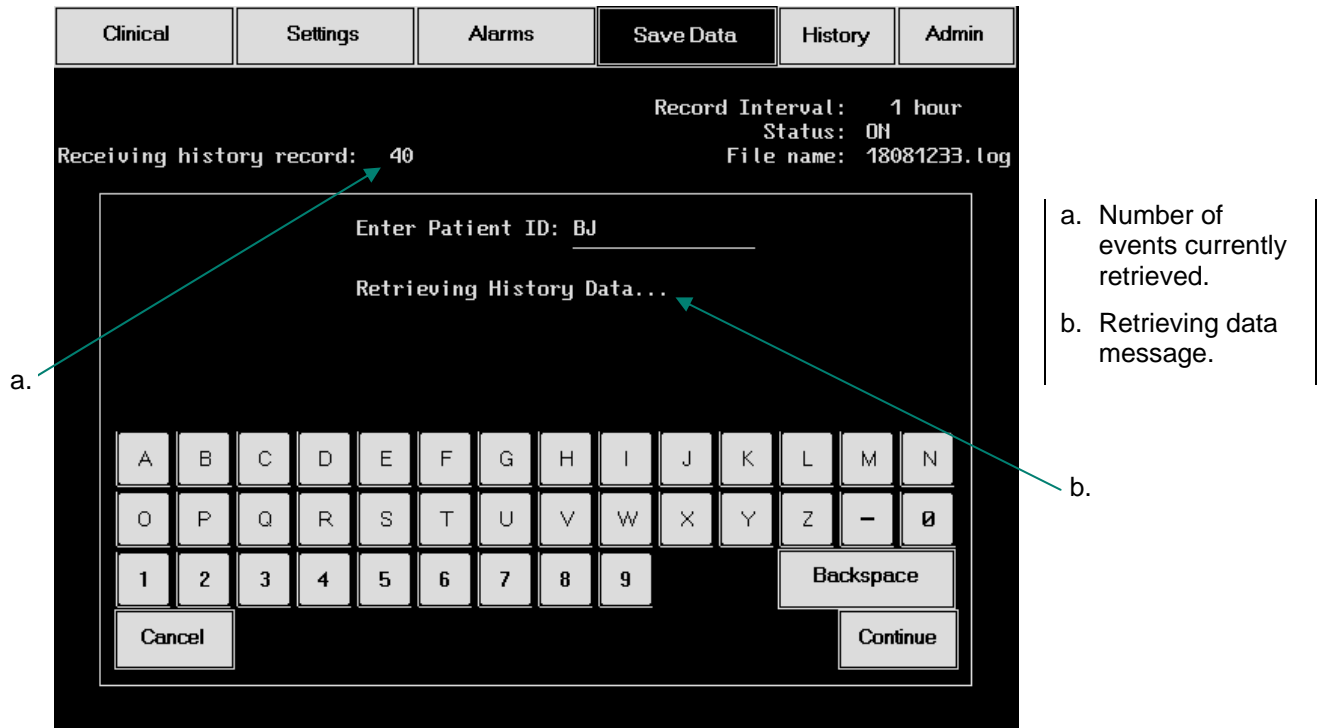 Clinical Settings Alarms Save Data History Admin
Record Interval: 1 hour
Status: ON
Receiving history record: 40 File name: 18081233.log
Enter Patient ID: BJ
Retrieving History Data...
a. Number of
events currently
retrieved.
b. Retrieving data
message.
a.
A B C D E F G H I J K L M N
b.
O P Q R S T U V W X Y Z – 0
1 2 3 4 5 6 7 8 9 Backspace
Cancel Continue